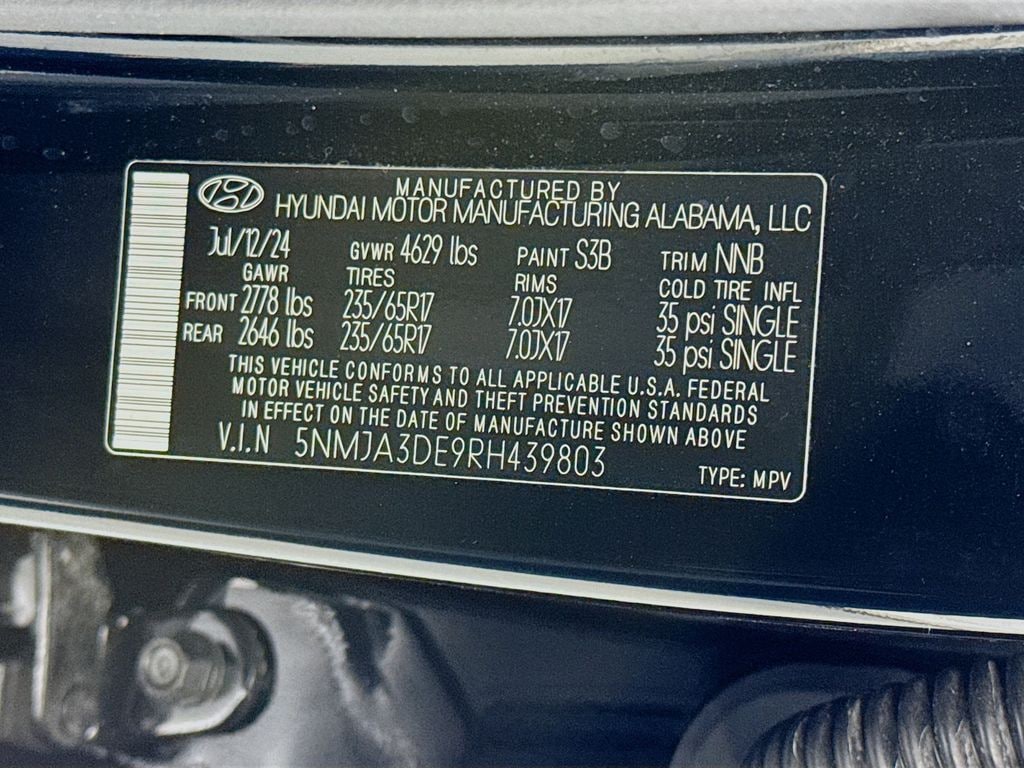 MANUFACTURED BY
HYUNDAI MOTOR MANUFACTURING ALABAMA, LLC
Jul/12/24 GVWR 4629 lbs PAINT S3B TRIM NNB
GAWR TIRES RIMS COLD TIRE INFL
FRONT 2778 lbs 235/65R17 7.0JX17 35 psi SINGLE
REAR 2646 lbs 235/65R17 7.0JX17 35 psi SINGLE
THIS VEHICLE CONFORMS TO ALL APPLICABLE U.S.A. FEDERAL
MOTOR VEHICLE SAFETY AND THEFT PREVENTION STANDARDS
IN EFFECT ON THE DATE OF MANUFACTURE SHOWN ABOVE
V.I.N 5NMJA3DE9RH439803 TYPE: MPV